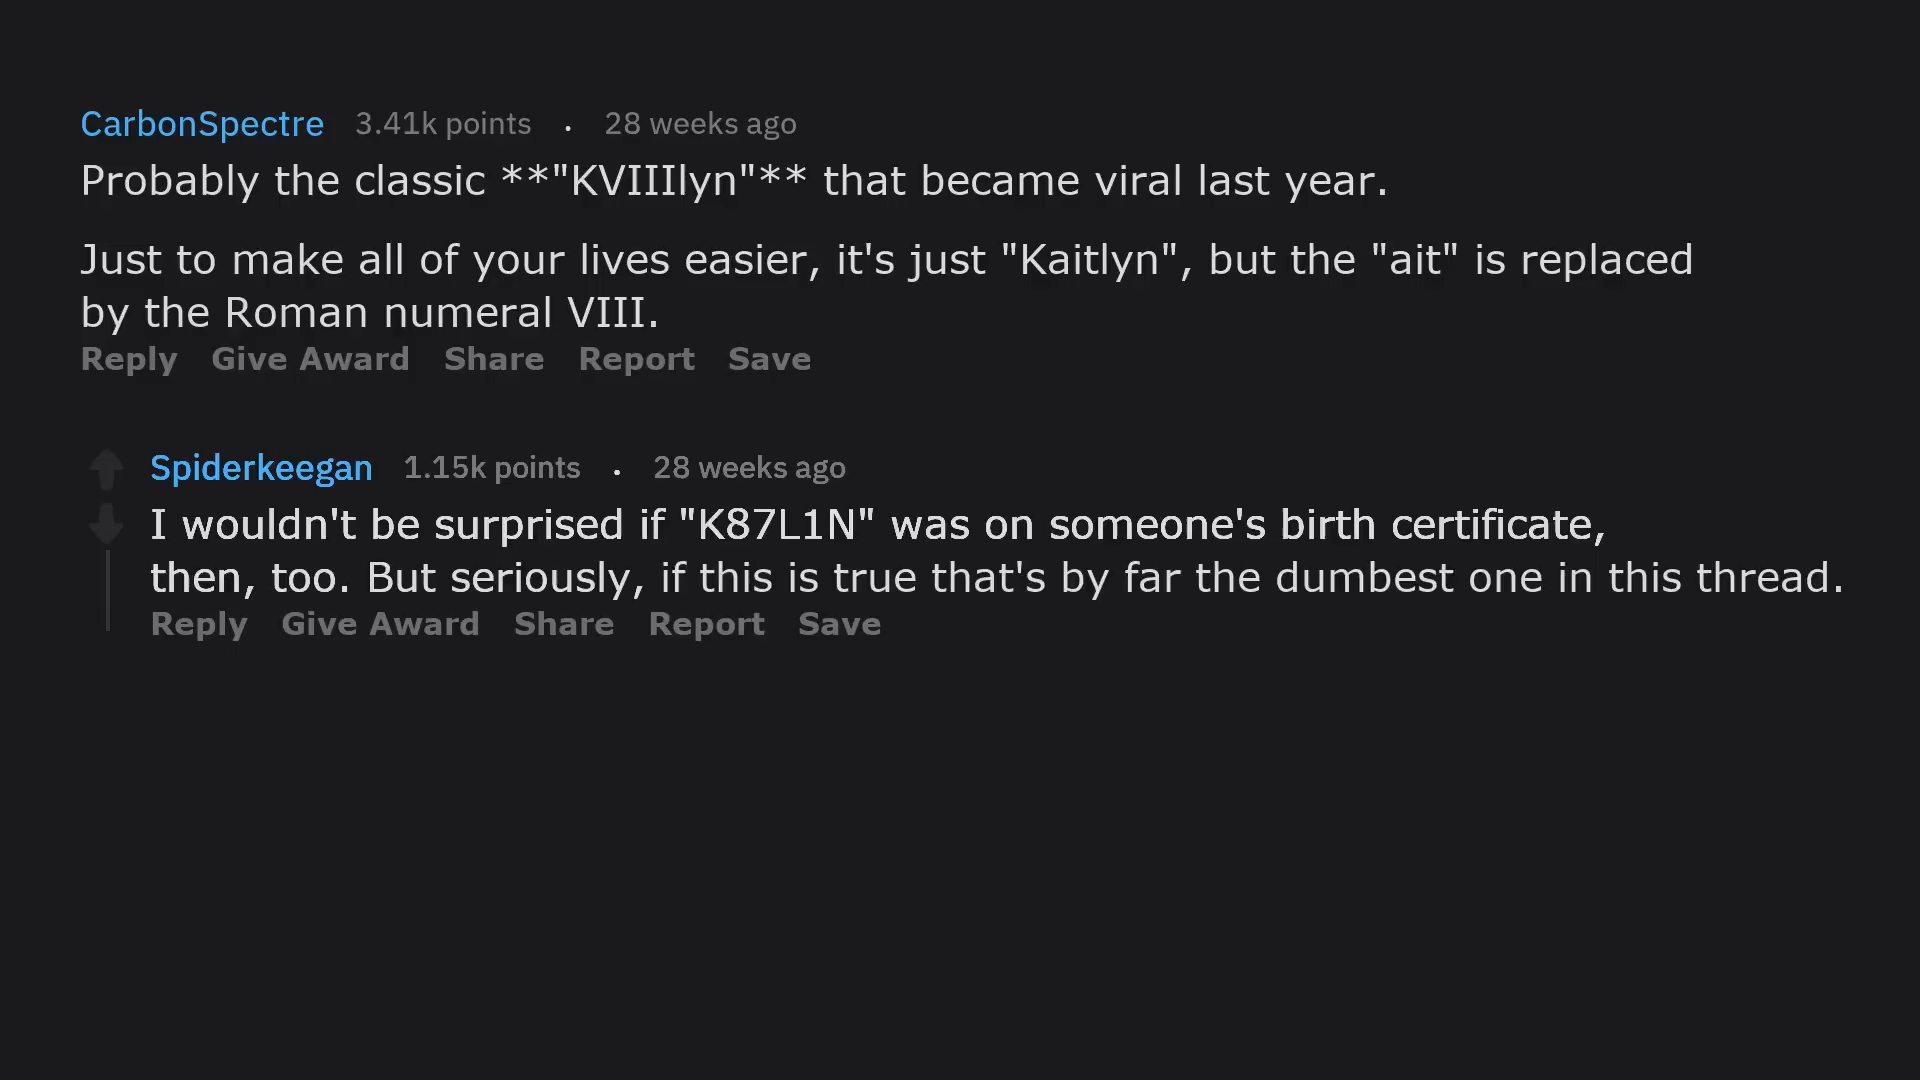 CarbonSpectre 3.41k points . 28 weeks ago
Probably the classic **"KVIIIlyn"** that became viral last year.
Just to make all of your lives easier, it's just "Kaitlyn", but the "ait" is replaced
by the Roman numeral VIII.
Reply Give Award Share Report Save
Spiderkeegan 1.15k points . 28 weeks ago
I wouldn't be surprised if "K87L1N" was on someone's birth certificate,
then, too. But seriously, if this is true that's by far the dumbest one in this thread.
Reply Give Award Share Report Save